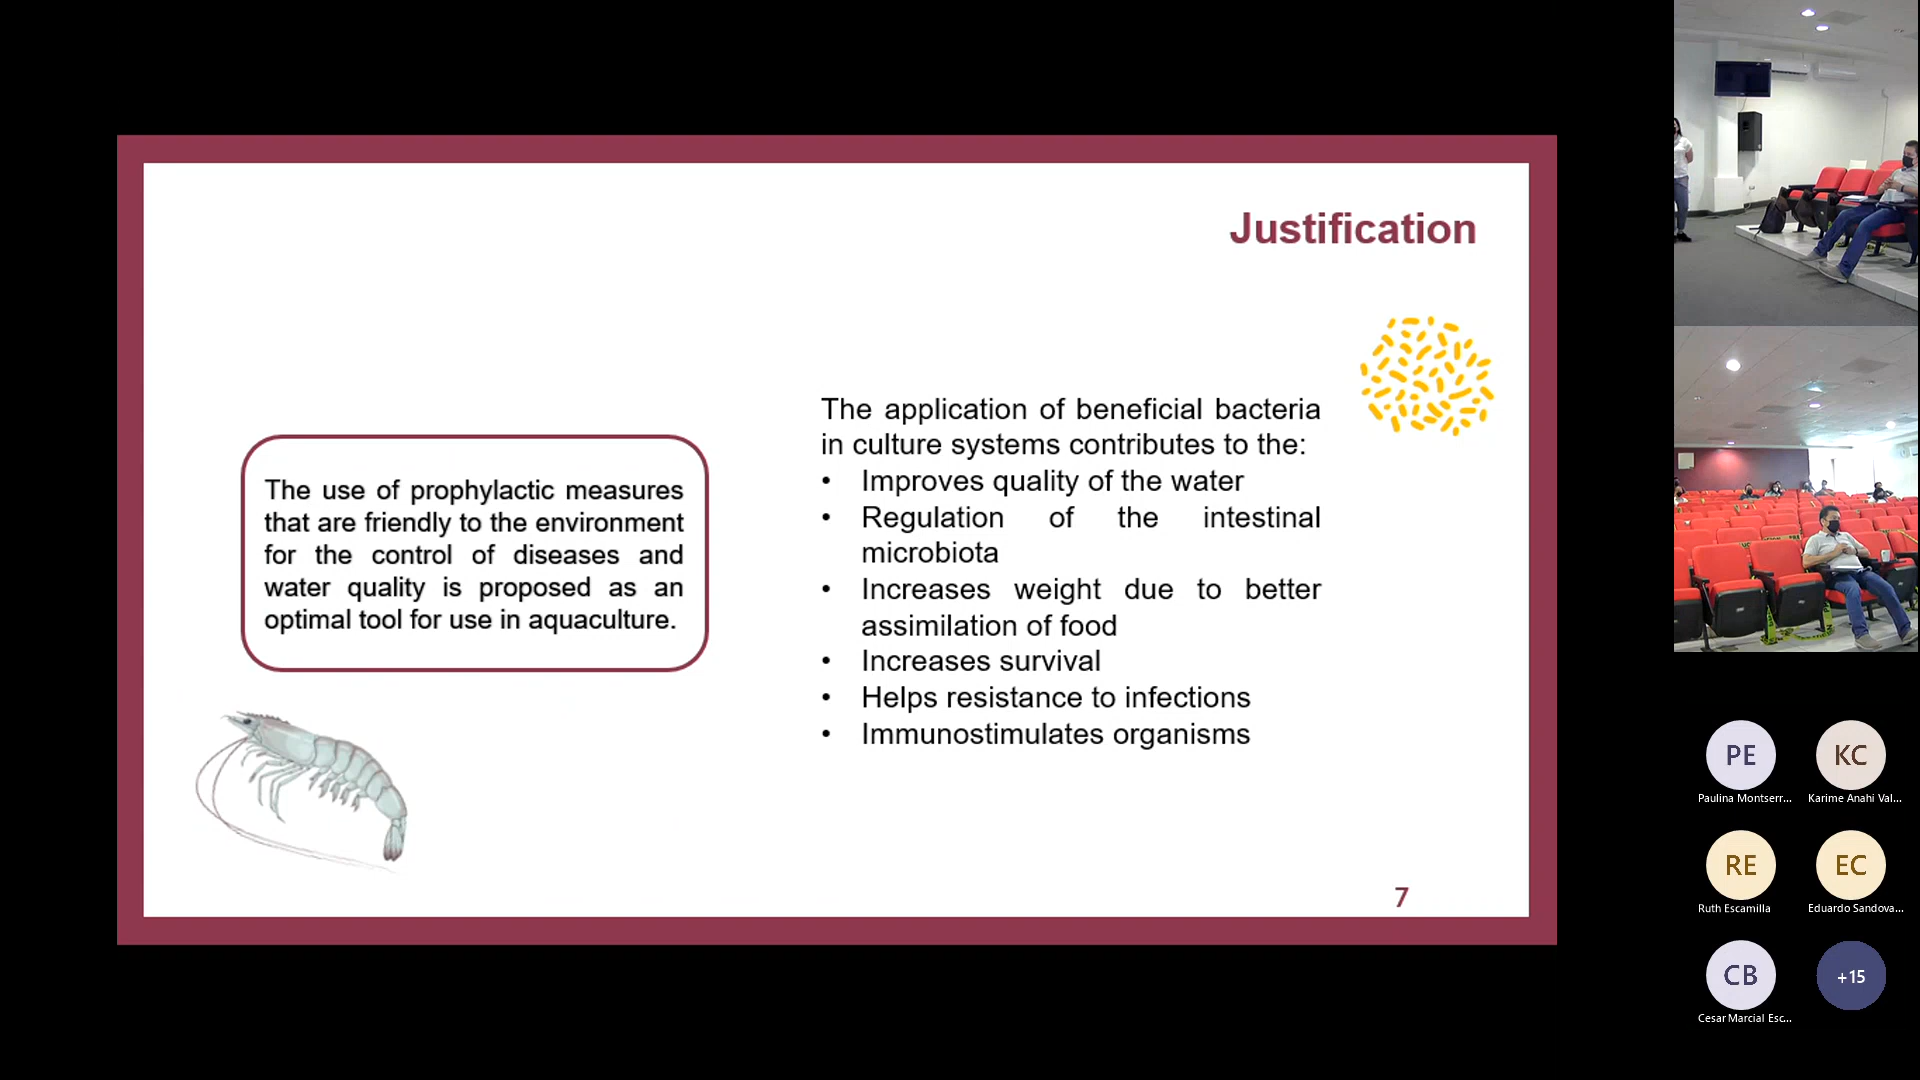 Justification
The use of prophylactic measures
that are friendly to the environment
for the control of diseases and
water quality is proposed as an
optimal tool for use in aquaculture.
The application of beneficial bacteria
in culture systems contributes to the:
• Improves quality of the water
• Regulation of the intestinal
microbiota
• Increases weight due to better
assimilation of food
• Increases survival
• Helps resistance to infections
• Immunostimulates organisms
7
PE
Paulina Montserr...
KC
Karime Anahi Val...
RE
Ruth Escamilla
EC
Eduardo Sandova...
CB
Cesar Marcial Esc...
+15